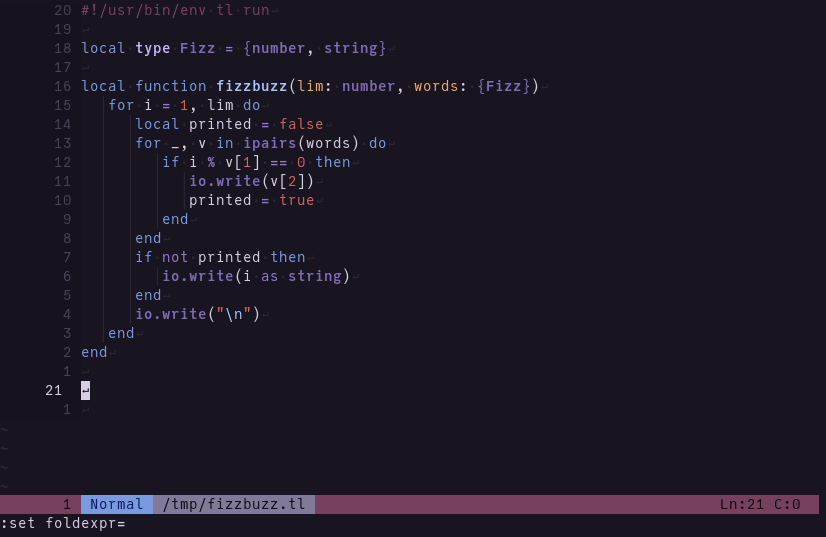 20 #!/usr/bin/env tl run↵
19 ↵
18 local type Fizz = {number, string}↵
17 ↵
16 local function fizzbuzz(lim: number, words: {Fizz})↵
15    for i = 1, lim do↵
14       local printed = false↵
13       for _, v in ipairs(words) do↵
12          if i % v[1] == 0 then↵
11             io.write(v[2])↵
10             printed = true↵
9          end↵
8       end↵
7       if not printed then↵
6          io.write(i as string)↵
5       end↵
4       io.write("\n")↵
3    end↵
2 end↵
1 ↵
21 ↵
1 ↵
~
~
~
~
1 Normal /tmp/fizzbuzz.tl Ln:21 C:0
:set foldexpr=